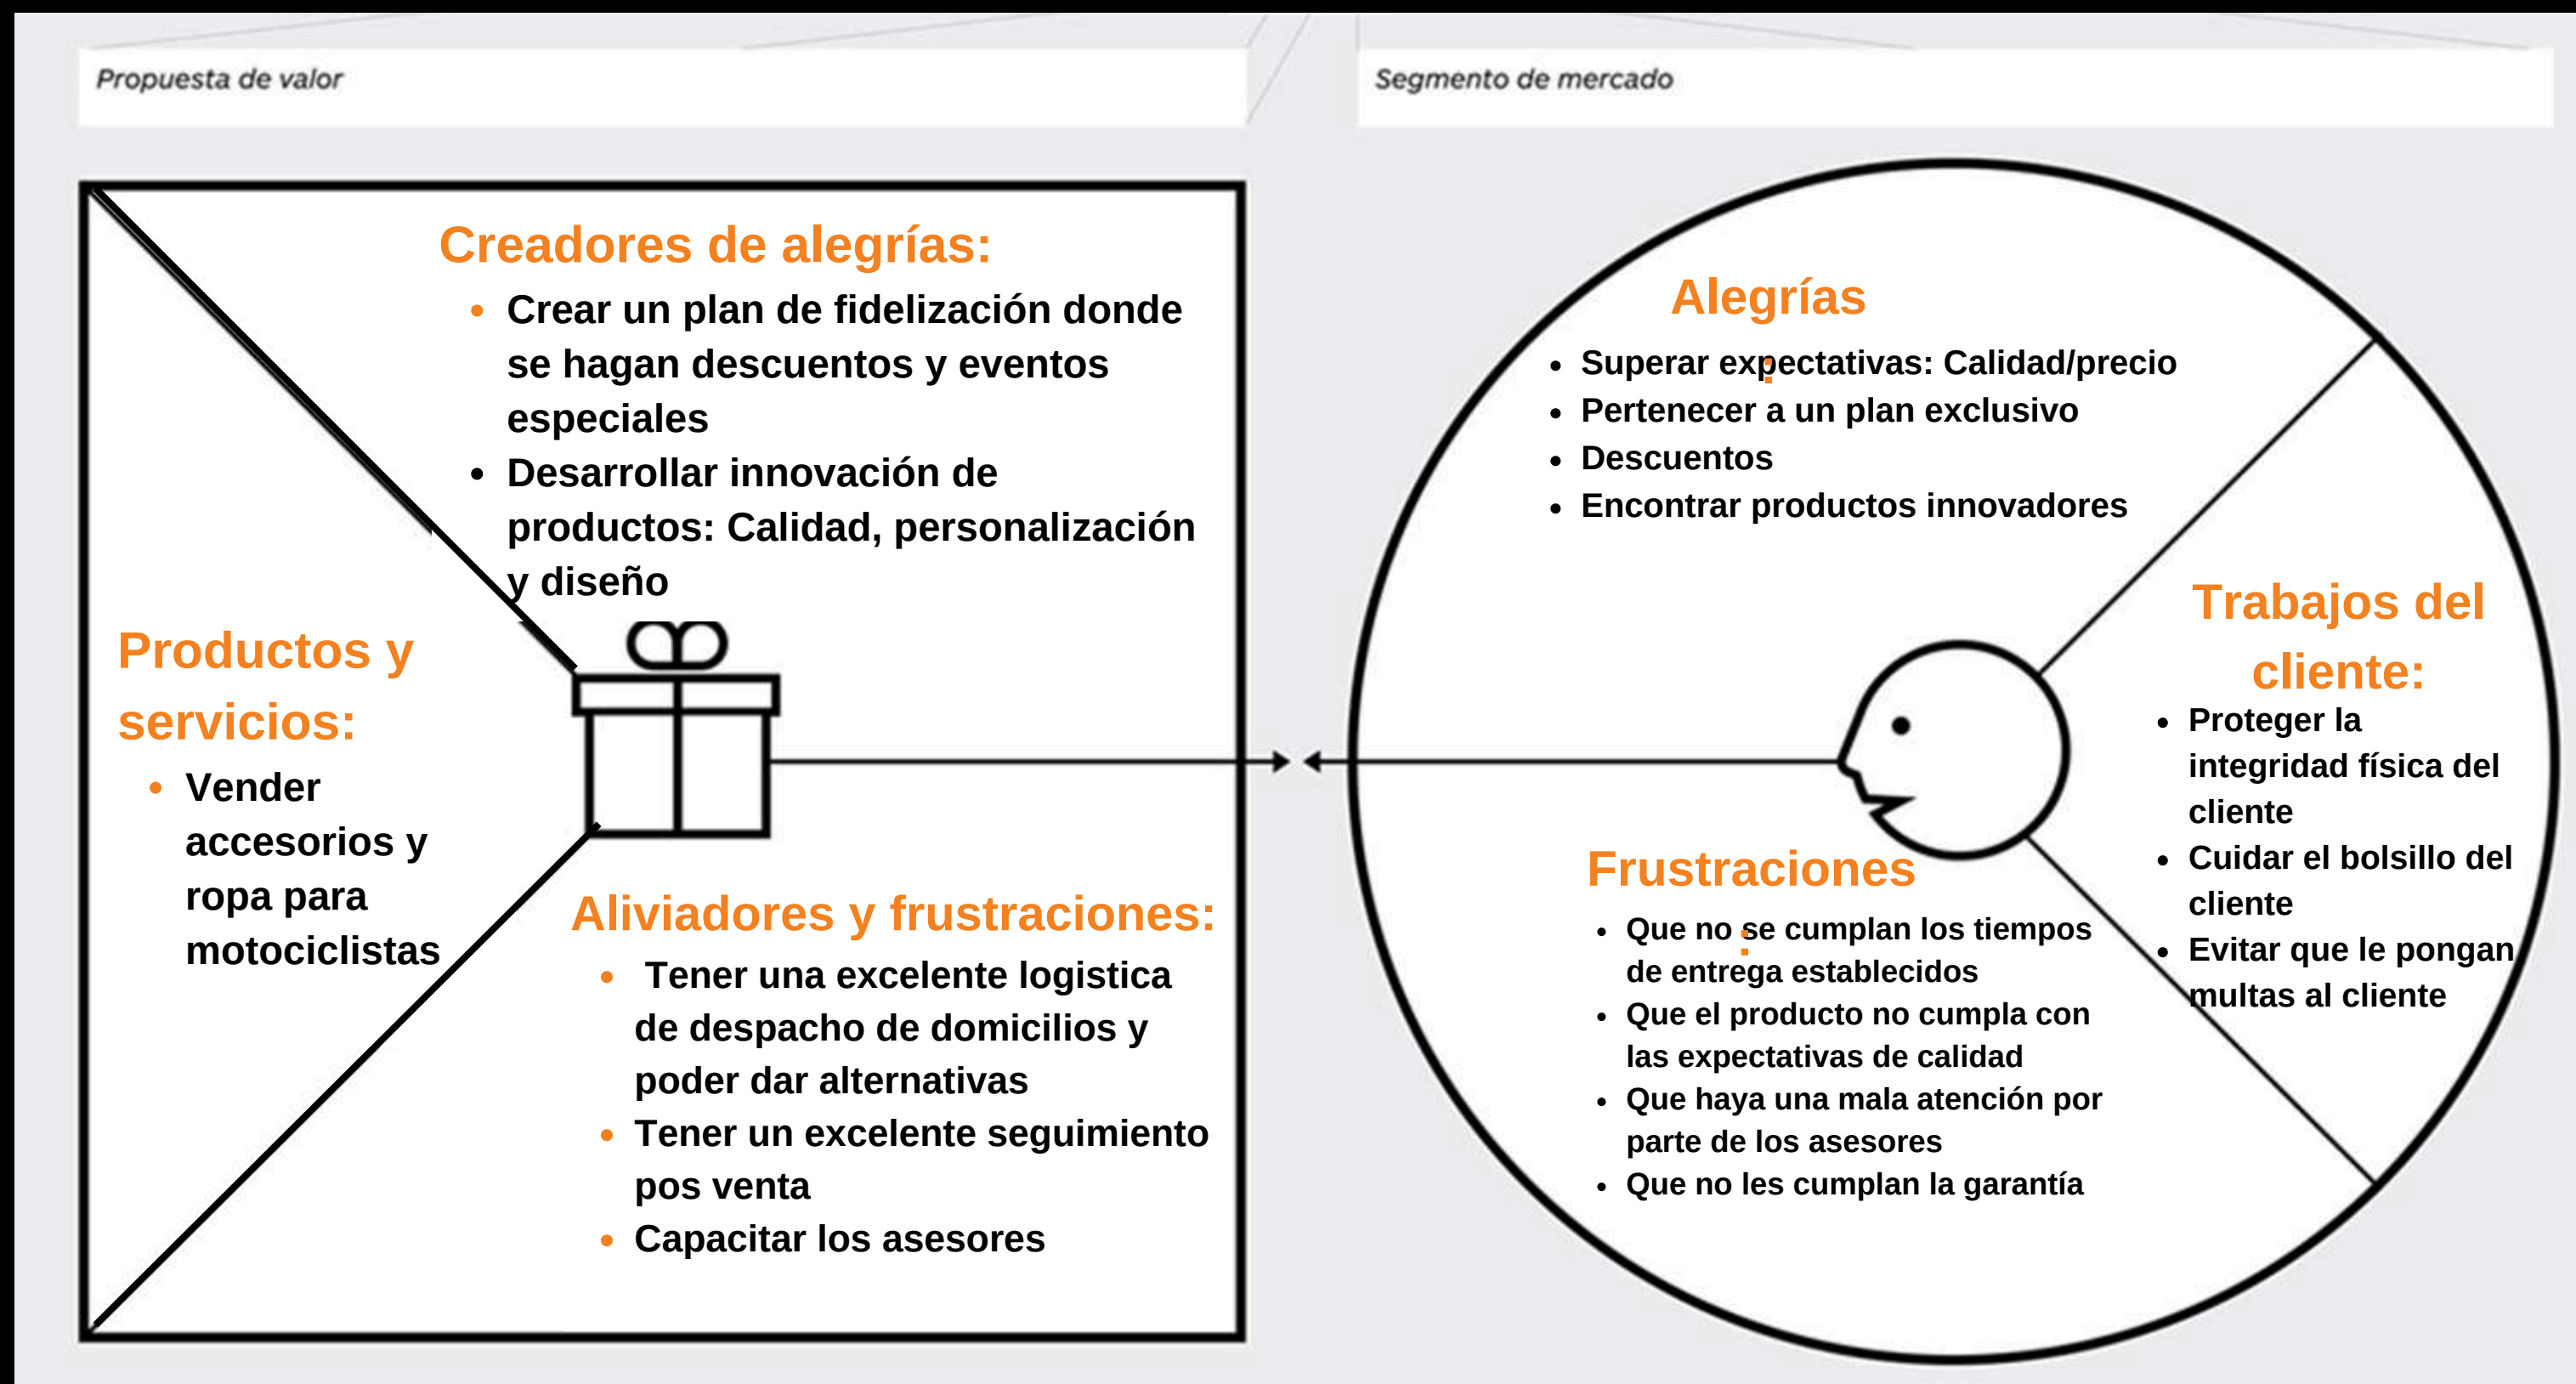 Propuesta de valor
Segmento de mercado
Creadores de alegrías:
Crear un plan de fidelización donde
se hagan descuentos y eventos
especiales
Desarrollar innovación de
productos: Calidad, personalización
y diseño
Productos y
servicios:
Vender
accesorios y
ropa para
motociclistas
Aliviadores y frustraciones:
Tener una excelente logistica
de despacho de domicilios y
poder dar alternativas
Tener un excelente seguimiento
pos venta
Capacitar los asesores
Alegrías
:
Superar expectativas: Calidad/precio
Pertenecer a un plan exclusivo
Descuentos
Encontrar productos innovadores
Trabajos del
cliente:
Proteger la
integridad física del
cliente
Cuidar el bolsillo del
cliente
Evitar que le pongan
multas al cliente
Frustraciones
:
Que no se cumplan los tiempos
de entrega establecidos
Que el producto no cumpla con
las expectativas de calidad
Que haya una mala atención por
parte de los asesores
Que no les cumplan la garantía